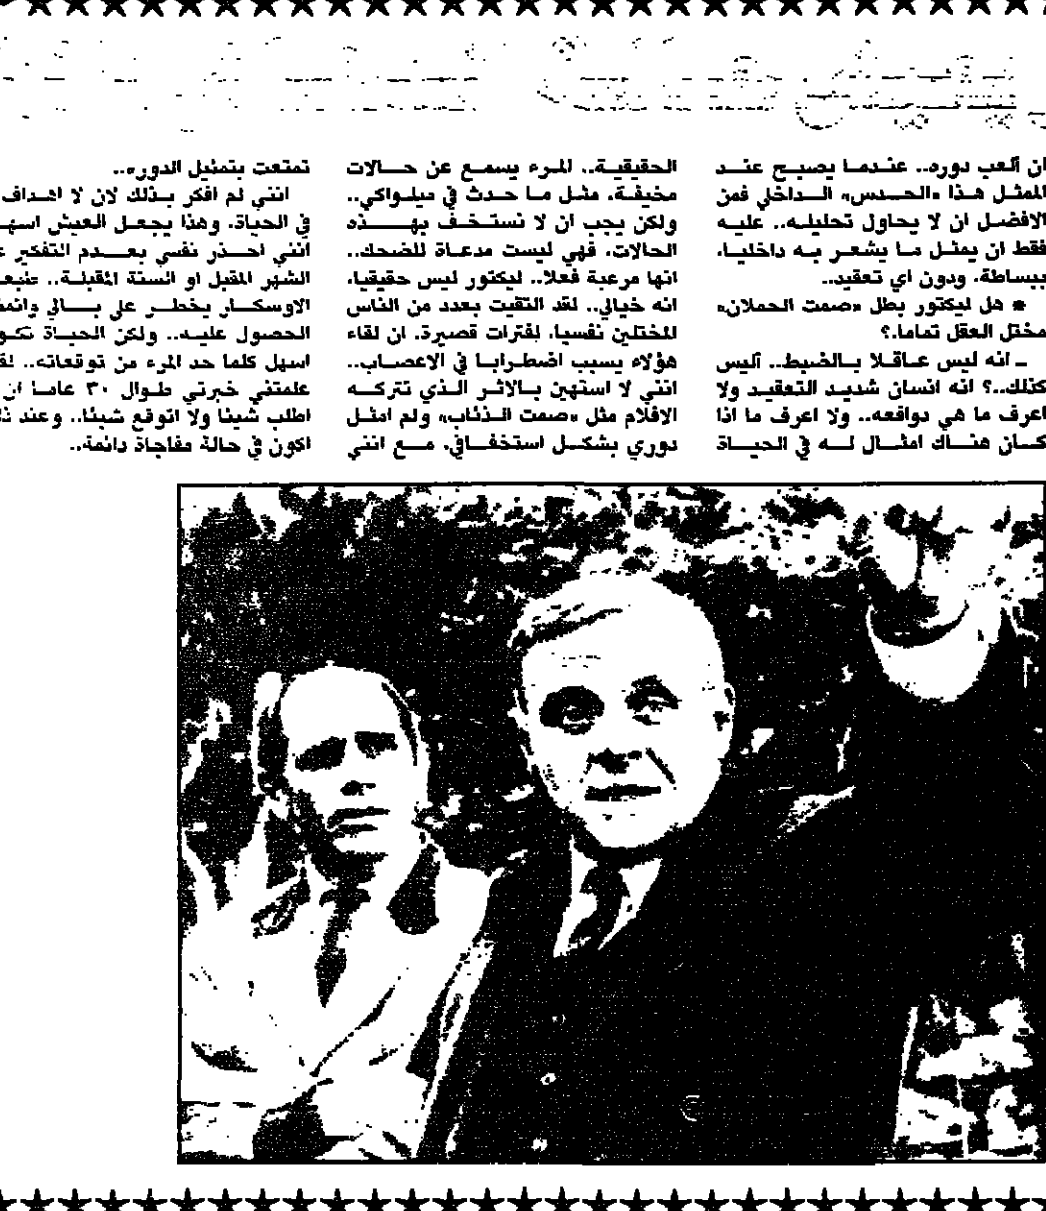 ان ألعب دوره.. عندما يصبح عند
الممثل هذا «الحدس» الداخلي فمن
الافضل ان لا يحاول تحليله.. عليه
فقط ان يمثل ما يشعر به داخليا،
ببساطة، ودون اي تعقيد..
* هل ليكتور بطل «صمت الحملان»
مختل العقل تماما.؟
ـ انه ليس عاقلا بالضبط.. أليس
كذلك..؟ انه انسان شديد التعقيد ولا
اعرف ما هي دوافعه.. ولا اعرف ما اذا
كان هناك امثال له في الحياة
الحقيقية.. المرء يسمع عن حالات
مخيفة، مثل ما حدث في ميلواكي..
ولكن يجب ان لا نستخف بهذه
الحالات، فهي ليست مدعاة للضحك..
انها مرعبة فعلا.. ليكتور ليس حقيقيا،
انه خيالي.. لقد التقيت بعدد من الناس
المختلين نفسيا، لفترات قصيرة، ان لقاء
هؤلاء يسبب اضطرابا في الاعصاب..
انني لا استهين بالاثر الذي تتركه
الافلام مثل «صمت الذئاب» ولم امثل
دوري بشكل استخفافي، مع انني
تمتعت بتمثيل الدور»..
انني لم افكر بذلك لان لا اهداف
في الحياة، وهذا يجعل العيش
انني احذر نفسي بعدم التفكير
الشهر المقبل او السنة المقبلة..
الاوسكار يخطر على بالي
الحصول عليه.. ولكن الحياة
اسهل كلما حد المرء من توقعاته..
علمتني خبرتي طوال ٣٠ عاما ان
اطلب شيئا ولا اتوقع شيئا.. وعند
اكون في حالة مفاجأة دائمة..